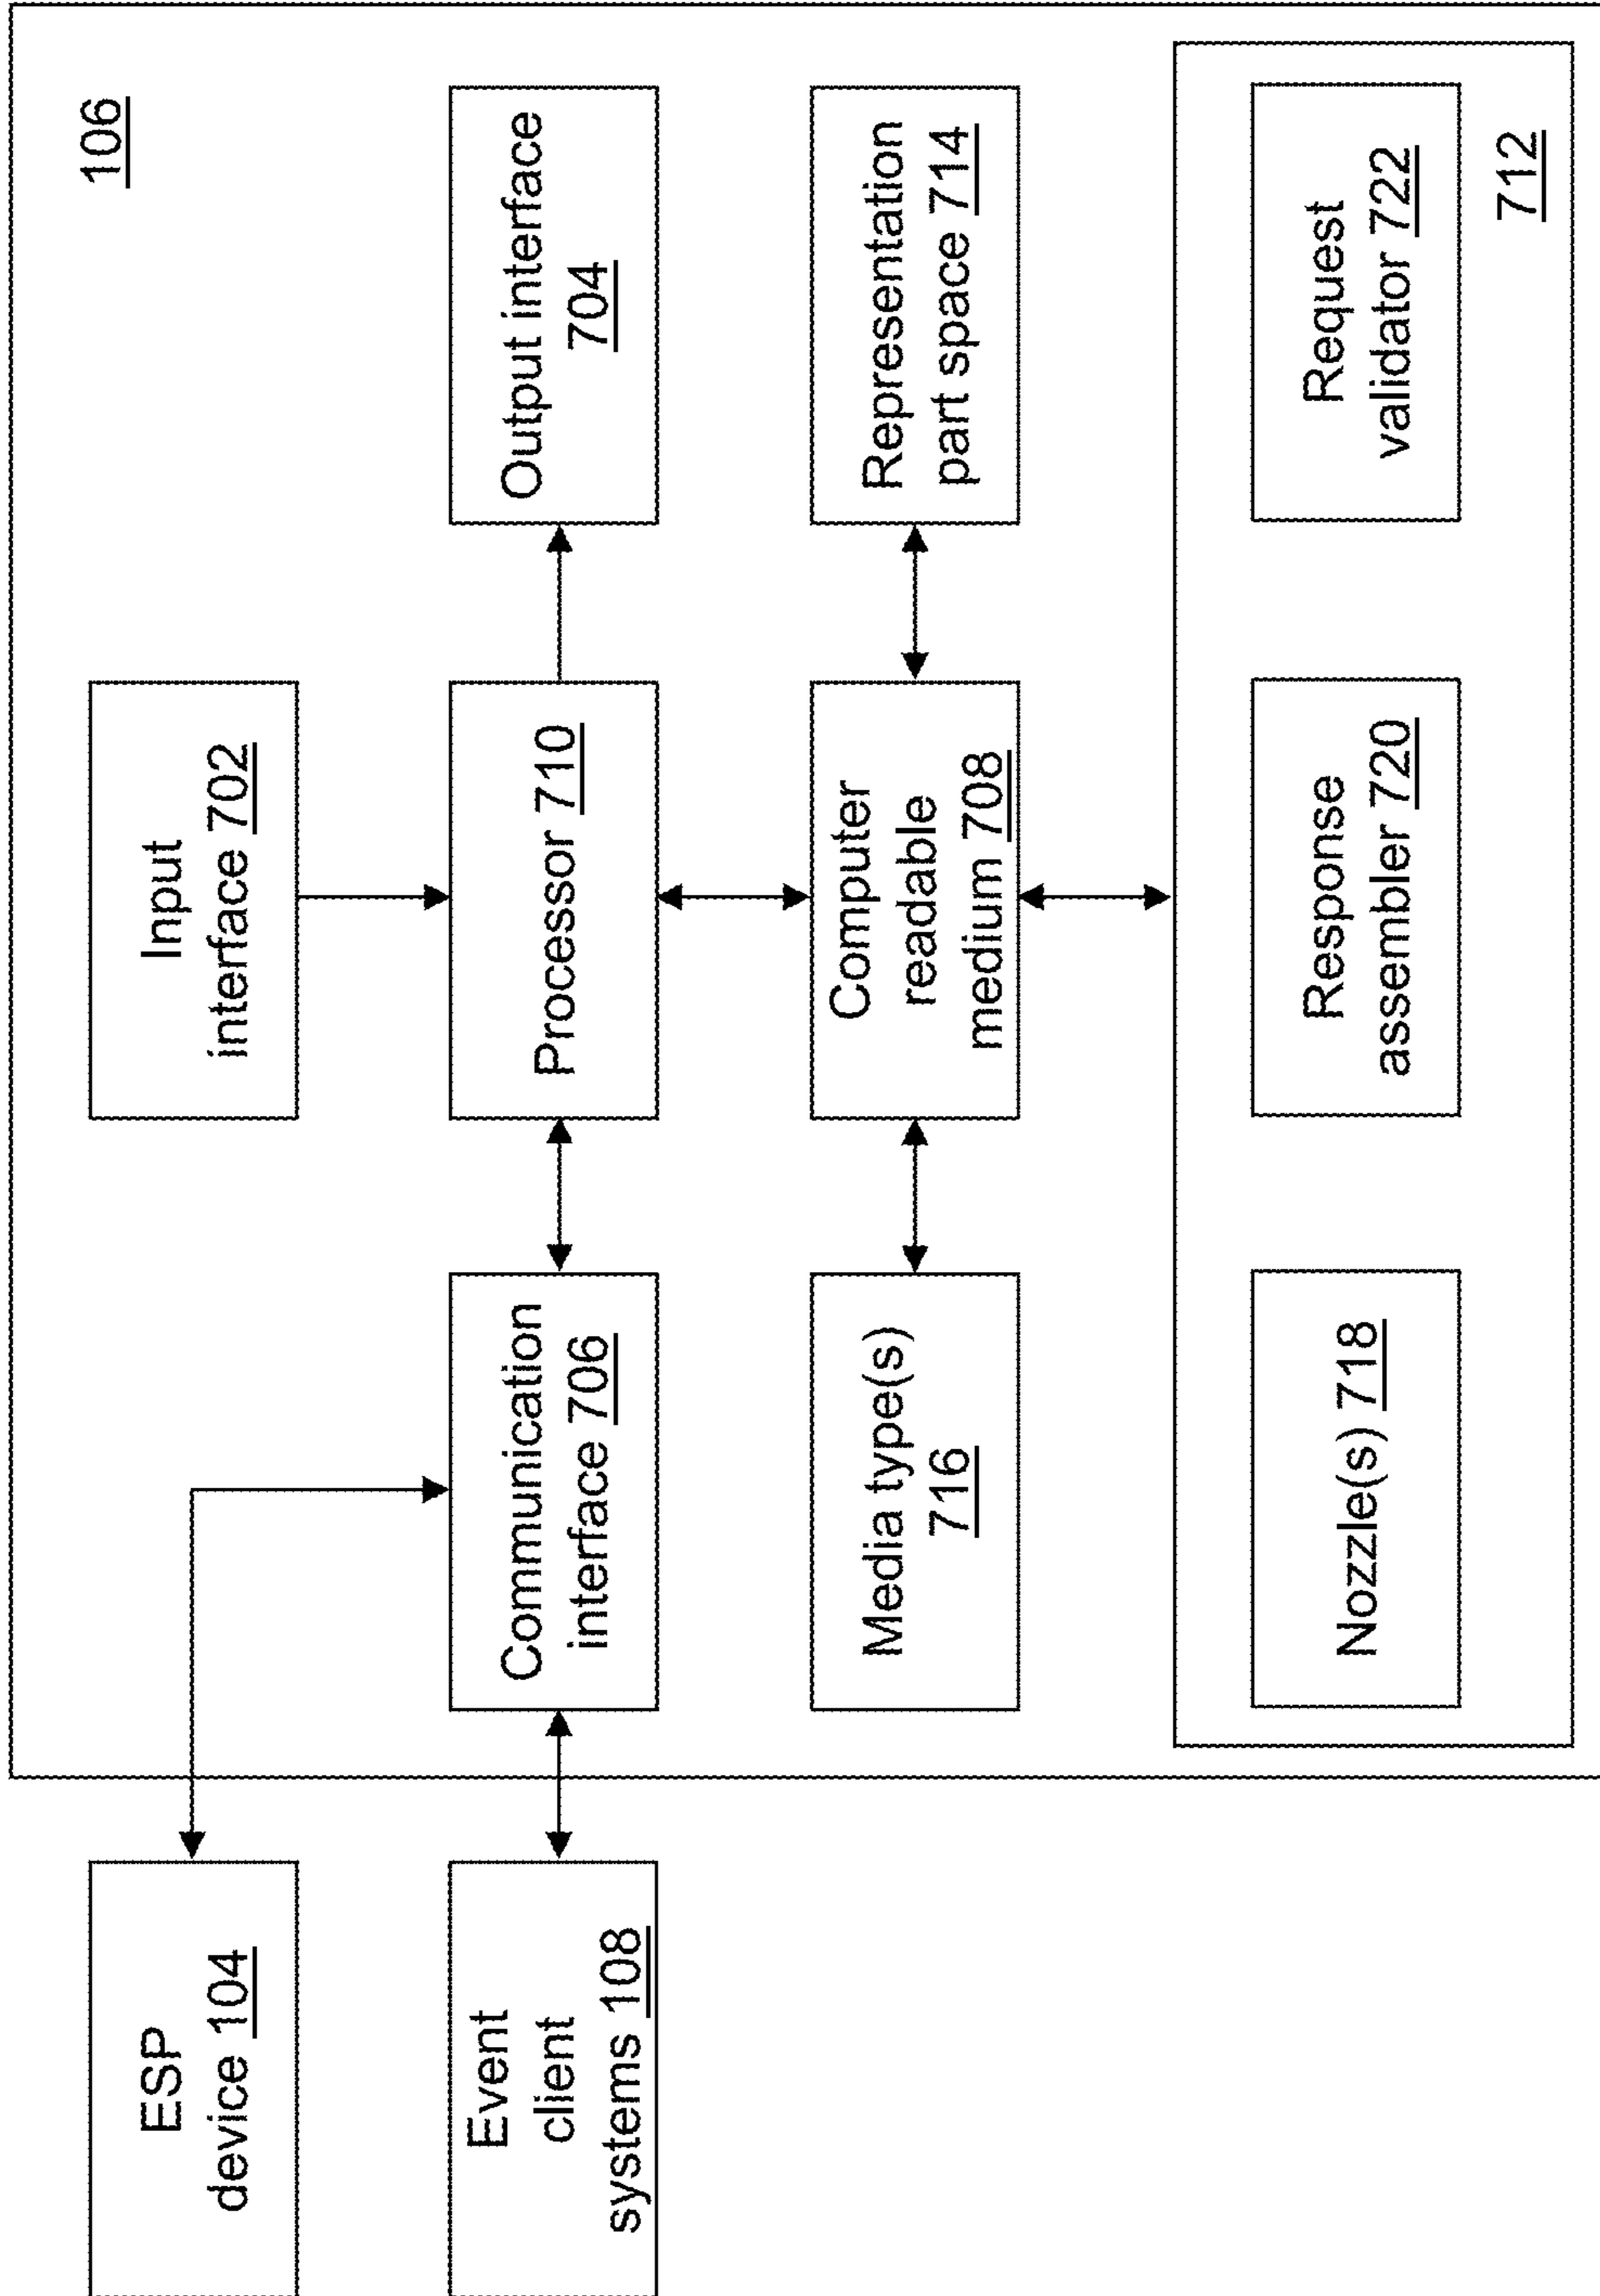 ESP
device 104
Input
interface 702
106
Event
client
systems 108
Communication
interface 706
Processor 710
Output interface
704
Media type(s)
716
Computer
readable
medium 708
Representation
part space 714
Nozzle(s) 718
Response
assembler 720
Request
validator 722
712